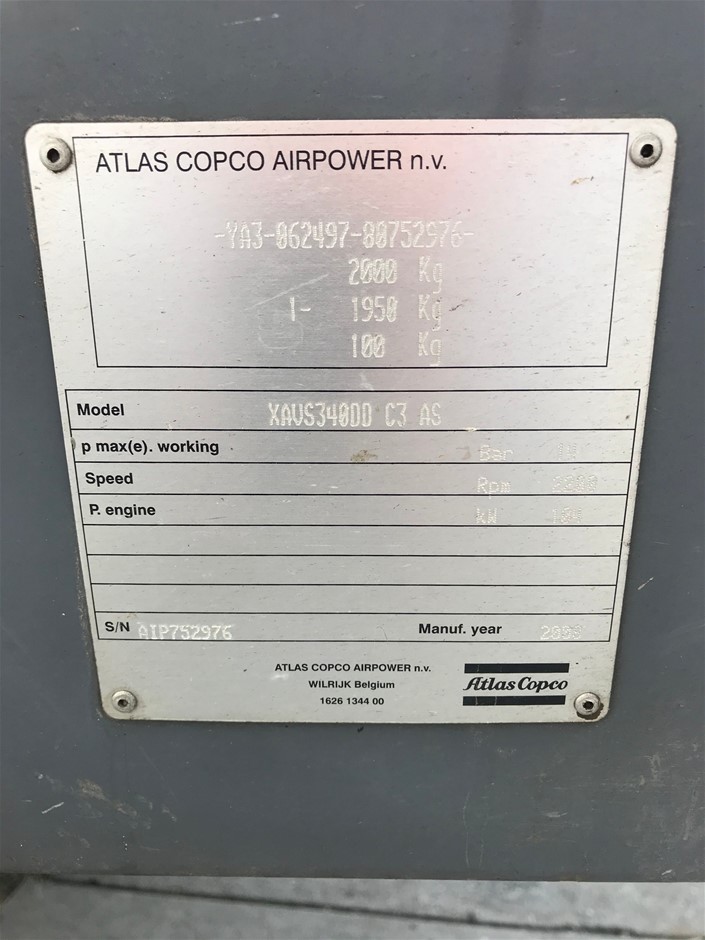 ATLAS COPCO AIRPOWER n.v.
-YA3-062497-80752976-
2000 Kg
1- 1950 Kg
100 Kg
Model XAVS340DD C3 AS
p max(e). working Bar
Speed Rpm
P. engine kW
S/N AIP752976 Manuf. year
ATLAS COPCO AIRPOWER n.v.
WILRIJK Belgium
1626 1344 00
Atlas Copco